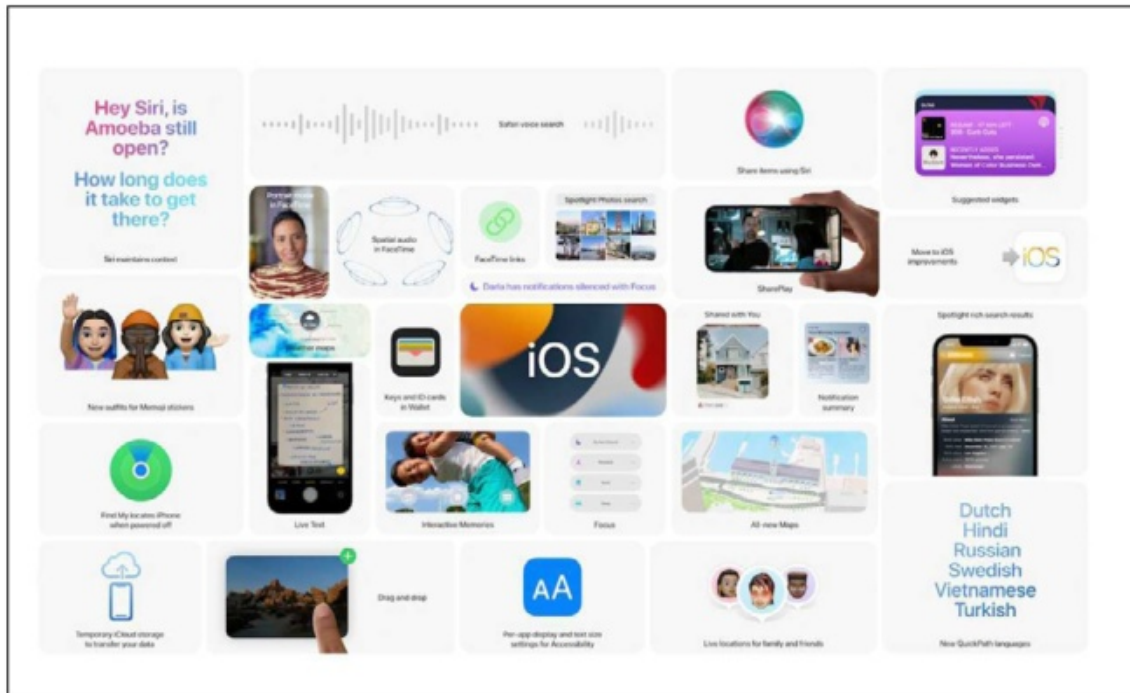 Hey Siri, is
Amoeba still
open?
How long does
it take to get
there?
Siri maintains context
Safari voice search
Share items using Siri
Suggested widgets
Portrait mode
in FaceTime
Spatial audio
in FaceTime
FaceTime links
Spotlight Photos search
Daria has notifications silenced with Focus
SharePlay
Move to iOS
improvements
iOS
New outfits for Memoji stickers
Keys and ID cards
in Wallet
iOS
Shared with You
Notification
summary
Spotlight rich search results
Find My locates iPhone
when powered off
Live Text
Interactive Memories
Focus
All-new Maps
Dutch
Hindi
Russian
Swedish
Vietnamese
Turkish
New QuickPath languages
Temporary iCloud storage
to transfer your data
Drag and drop
AA
Per-app display and text size
settings for Accessibility
Live locations for family and friends